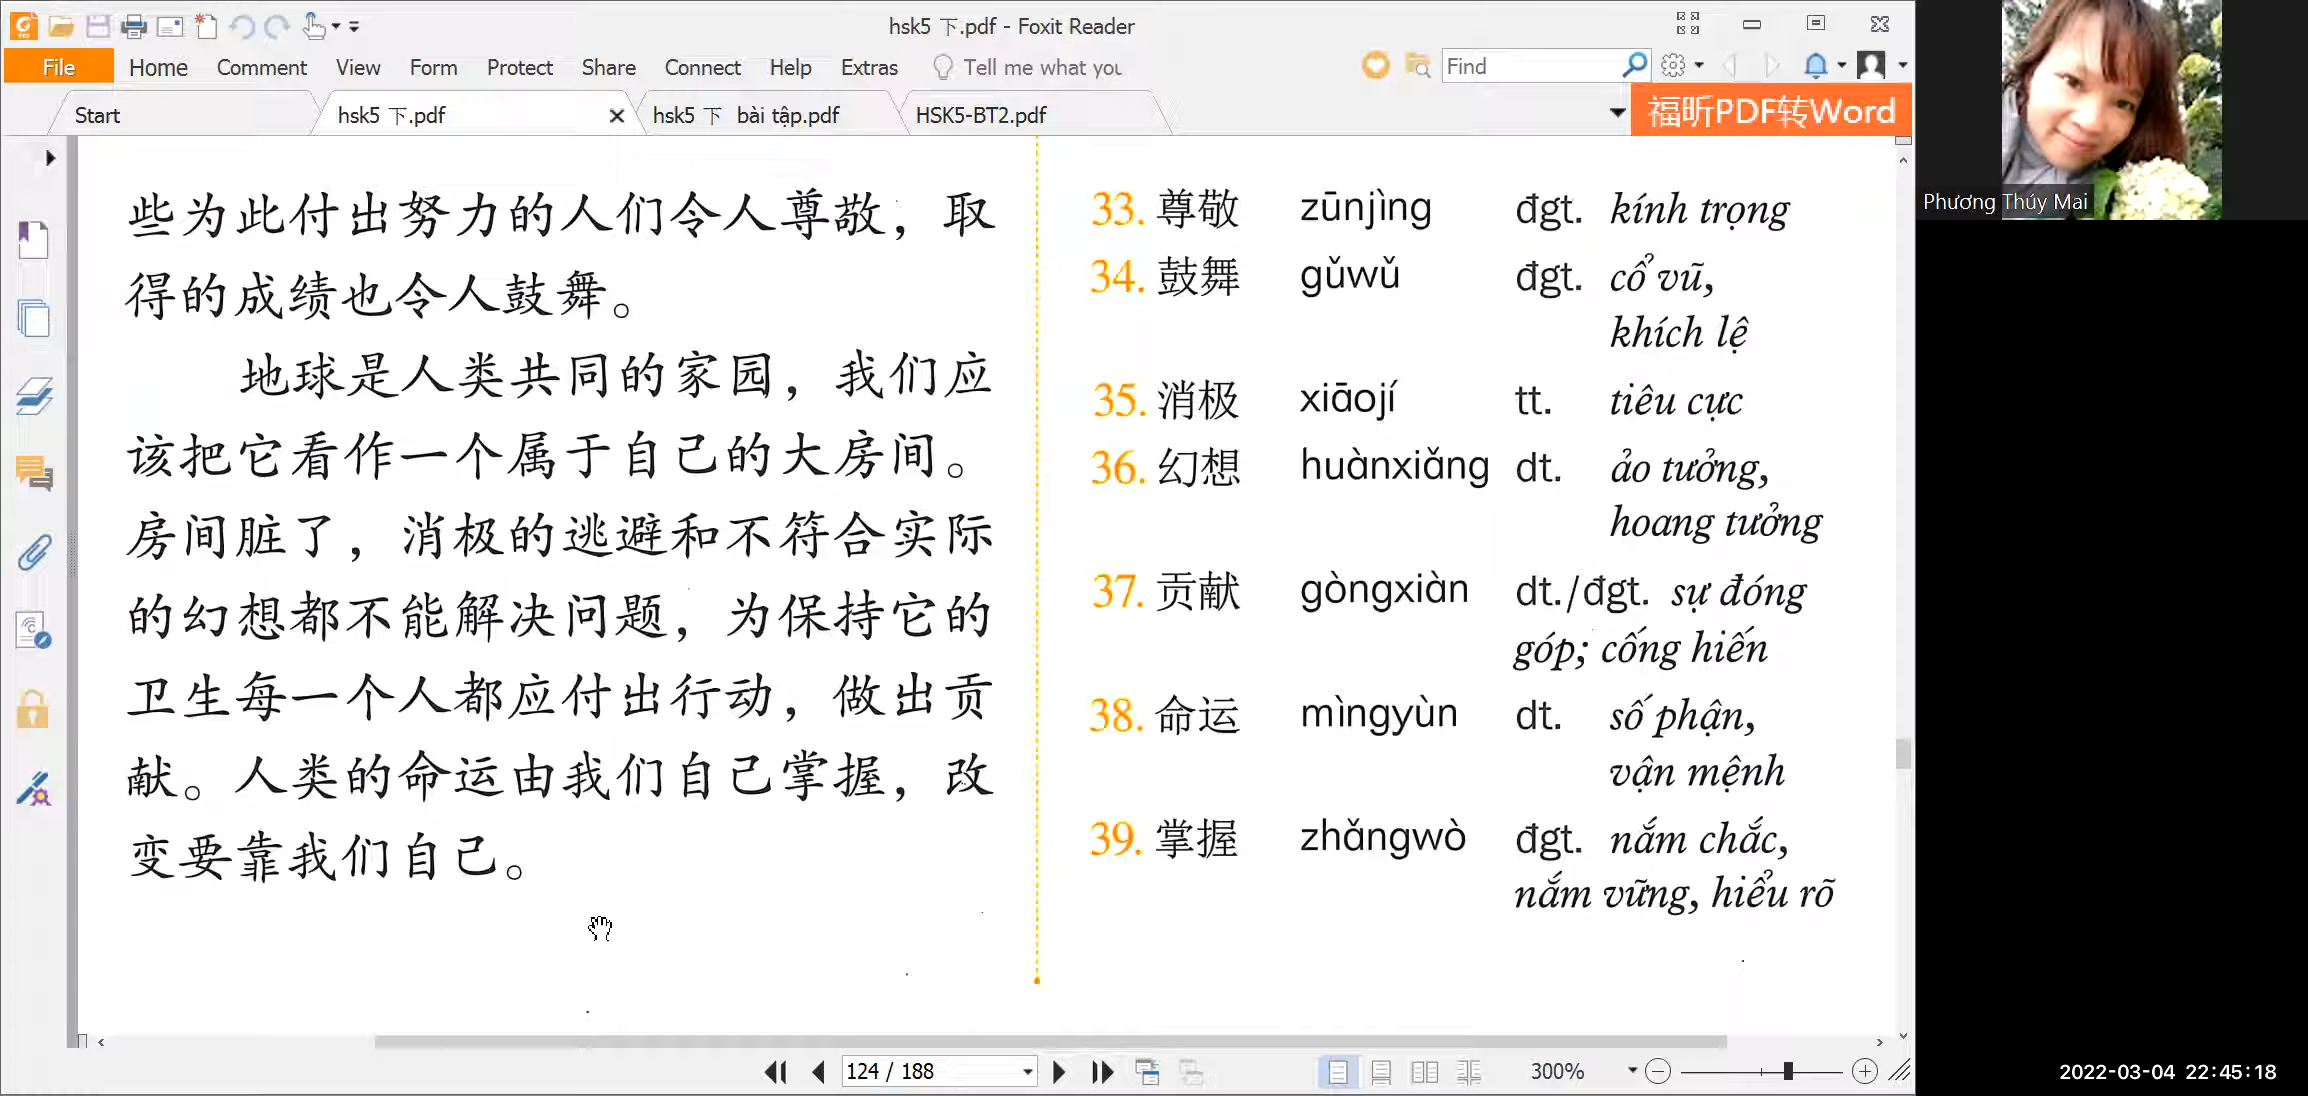 hsk5 下.pdf - Foxit Reader
File Home Comment View Form Protect Share Connect Help Extras Tell me what you Find
Start hsk5 下.pdf hsk5 下 bài tập.pdf HSK5-BT2.pdf 福昕PDF转Word
些为此付出努力的人们令人尊敬，取
得的成绩也令人鼓舞。
地球是人类共同的家园，我们应
该把它看作一个属于自己的大房间。
房间脏了，消极的逃避和不符合实际
的幻想都不能解决问题，为保持它的
卫生每一个人都应付出行动，做出贡
献。人类的命运由我们自己掌握，改
变要靠我们自己。
33. 尊敬 zūnjìng đgt. kính trọng
34. 鼓舞 gǔwǔ đgt. cổ vũ,
khích lệ
35. 消极 xiāojí tt. tiêu cực
36. 幻想 huànxiǎng dt. ảo tưởng,
hoang tưởng
37. 贡献 gòngxiàn dt./đgt. sự đóng
góp; cống hiến
38. 命运 mìngyùn dt. số phận,
vận mệnh
39. 掌握 zhǎngwò đgt. nắm chắc,
nắm vững, hiểu rõ
124 / 188
300%
Phương Thúy Mai
2022-03-04 22:45:18